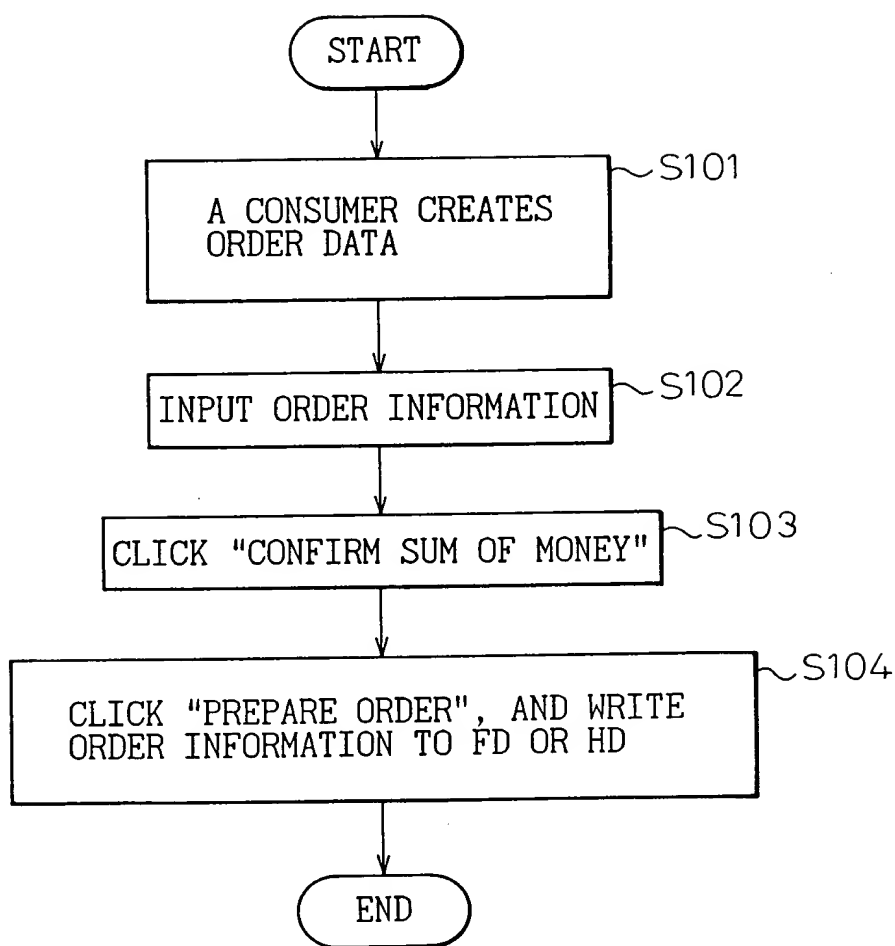 START
S101
A CONSUMER CREATES
ORDER DATA
S102
INPUT ORDER INFORMATION
S103
CLICK "CONFIRM SUM OF MONEY"
S104
CLICK "PREPARE ORDER", AND WRITE
ORDER INFORMATION TO FD OR HD
END